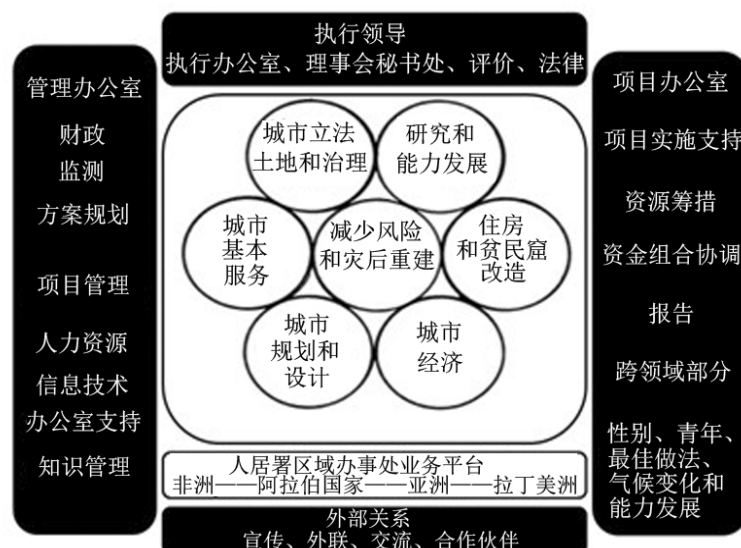 执行领导
执行办公室、理事会秘书处、评价、法律
管理办公室
财政
监测
方案规划
项目管理
人力资源
信息技术
办公室支持
知识管理
城市立法
土地和治理
研究和
能力发展
城市
基本
服务
减少风险
和灾后重建
住房
和贫民窟
改造
城市
规划和
设计
城市
经济
人居署区域办事处业务平台
非洲——阿拉伯国家——亚洲——拉丁美洲
外部关系
宣传、外联、交流、合作伙伴
项目办公室
项目实施支持
资源筹措
资金组合协调
报告
跨领域部分
性别、青年、
最佳做法、
气候变化和
能力发展